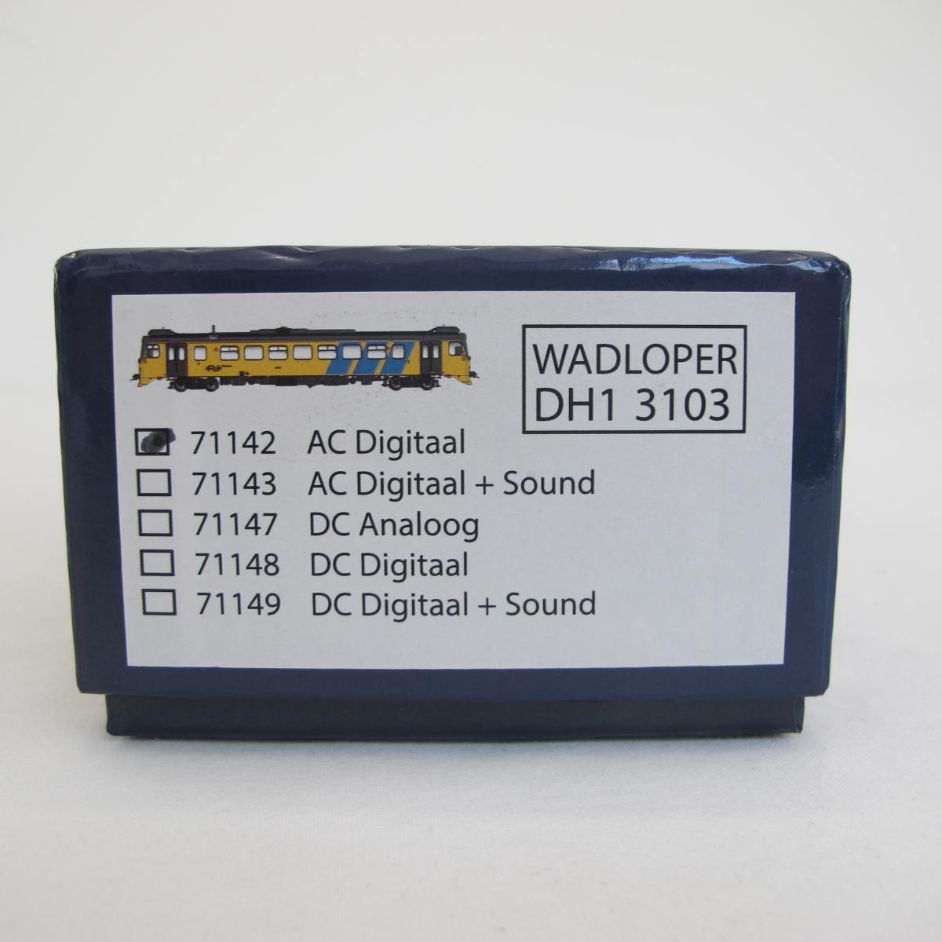 WADLOPER
DH1 3103
71142 AC Digitaal
71143 AC Digitaal + Sound
71147 DC Analoog
71148 DC Digitaal
71149 DC Digitaal + Sound